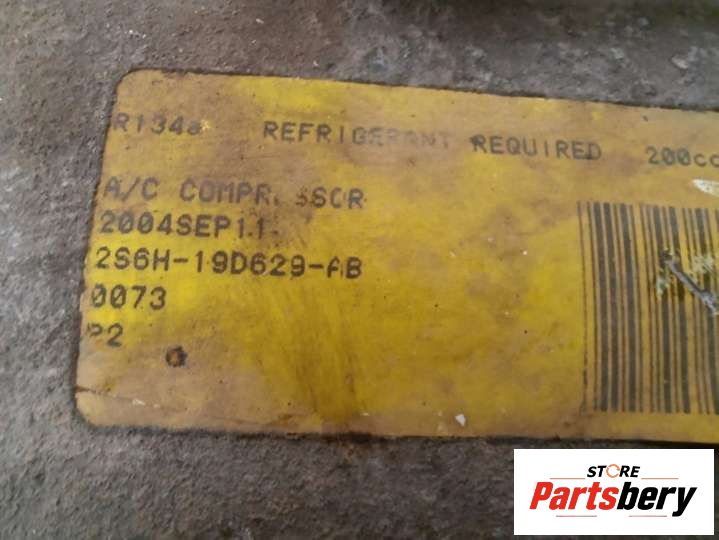 R134a REFRIGERANT REQUIRED 200cc
A/C COMPRESSOR
2004SEP11
2S6H-19D629-AB
0073
P2
STORE
Partsbery